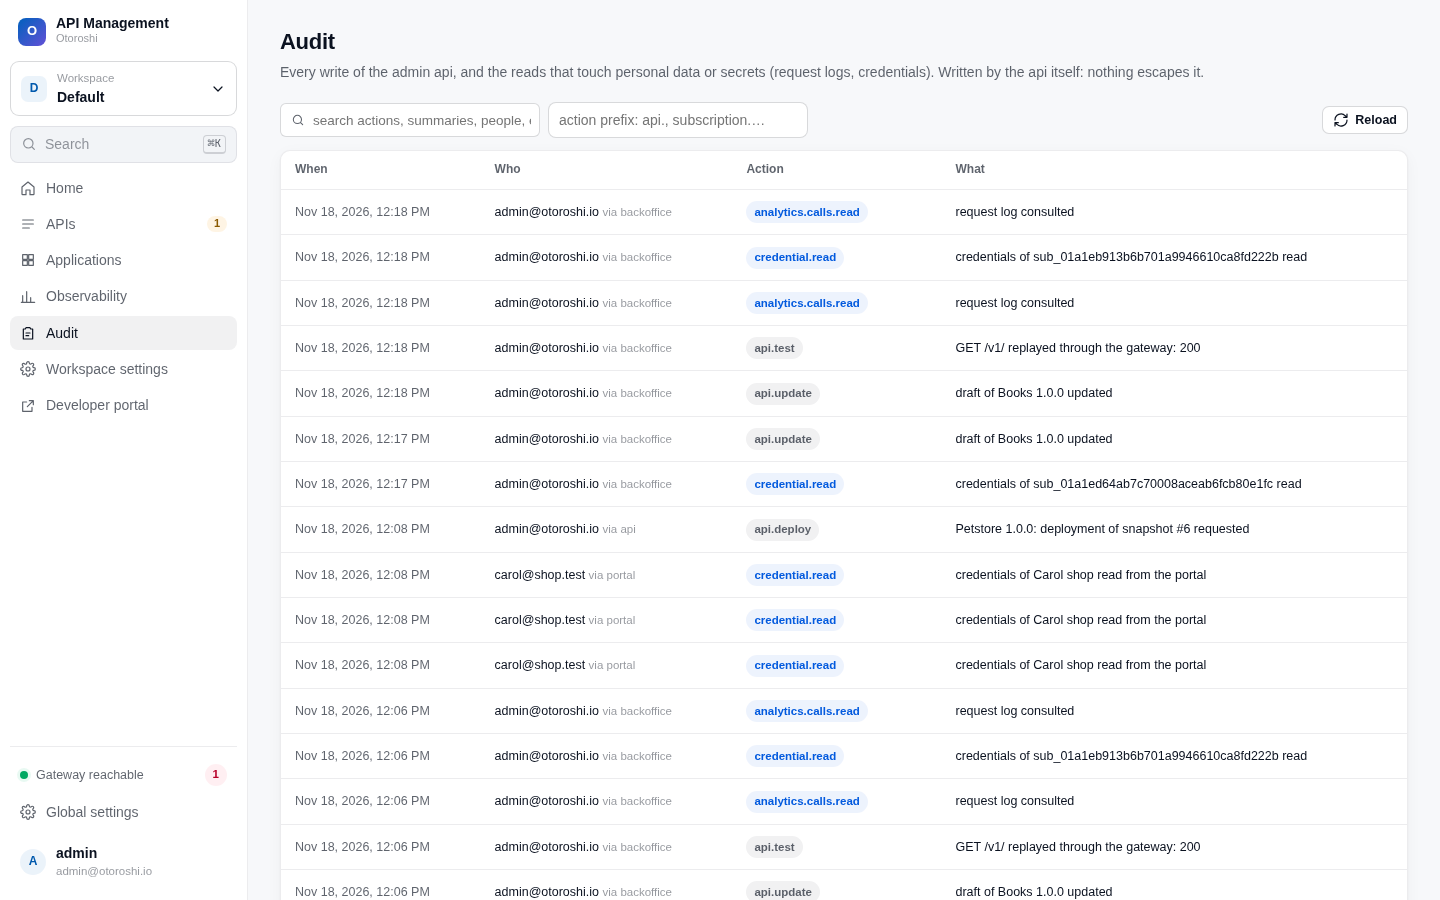 O
API Management
Otoroshi
D
Workspace
Default
Search
⌘K
Home
APIs
1
Applications
Observability
Audit
Workspace settings
Developer portal
Gateway reachable
1
Global settings
A
admin
admin@otoroshi.io
Audit
Every write of the admin api, and the reads that touch personal data or secrets (request logs, credentials). Written by the api itself: nothing escapes it.
search actions, summaries, people,
action prefix: api., subscription.…
Reload
When Who Action What
Nov 18, 2026, 12:18 PM admin@otoroshi.io via backoffice analytics.calls.read request log consulted
Nov 18, 2026, 12:18 PM admin@otoroshi.io via backoffice credential.read credentials of sub_01a1eb913b6b701a9946610ca8fd222b read
Nov 18, 2026, 12:18 PM admin@otoroshi.io via backoffice analytics.calls.read request log consulted
Nov 18, 2026, 12:18 PM admin@otoroshi.io via backoffice api.test GET /v1/ replayed through the gateway: 200
Nov 18, 2026, 12:18 PM admin@otoroshi.io via backoffice api.update draft of Books 1.0.0 updated
Nov 18, 2026, 12:17 PM admin@otoroshi.io via backoffice api.update draft of Books 1.0.0 updated
Nov 18, 2026, 12:17 PM admin@otoroshi.io via backoffice credential.read credentials of sub_01a1ed64ab7c70008aceab6fcb80e1fc read
Nov 18, 2026, 12:08 PM admin@otoroshi.io via api api.deploy Petstore 1.0.0: deployment of snapshot #6 requested
Nov 18, 2026, 12:08 PM carol@shop.test via portal credential.read credentials of Carol shop read from the portal
Nov 18, 2026, 12:08 PM carol@shop.test via portal credential.read credentials of Carol shop read from the portal
Nov 18, 2026, 12:08 PM carol@shop.test via portal credential.read credentials of Carol shop read from the portal
Nov 18, 2026, 12:06 PM admin@otoroshi.io via backoffice analytics.calls.read request log consulted
Nov 18, 2026, 12:06 PM admin@otoroshi.io via backoffice credential.read credentials of sub_01a1eb913b6b701a9946610ca8fd222b read
Nov 18, 2026, 12:06 PM admin@otoroshi.io via backoffice analytics.calls.read request log consulted
Nov 18, 2026, 12:06 PM admin@otoroshi.io via backoffice api.test GET /v1/ replayed through the gateway: 200
Nov 18, 2026, 12:06 PM admin@otoroshi.io via backoffice api.update draft of Books 1.0.0 updated